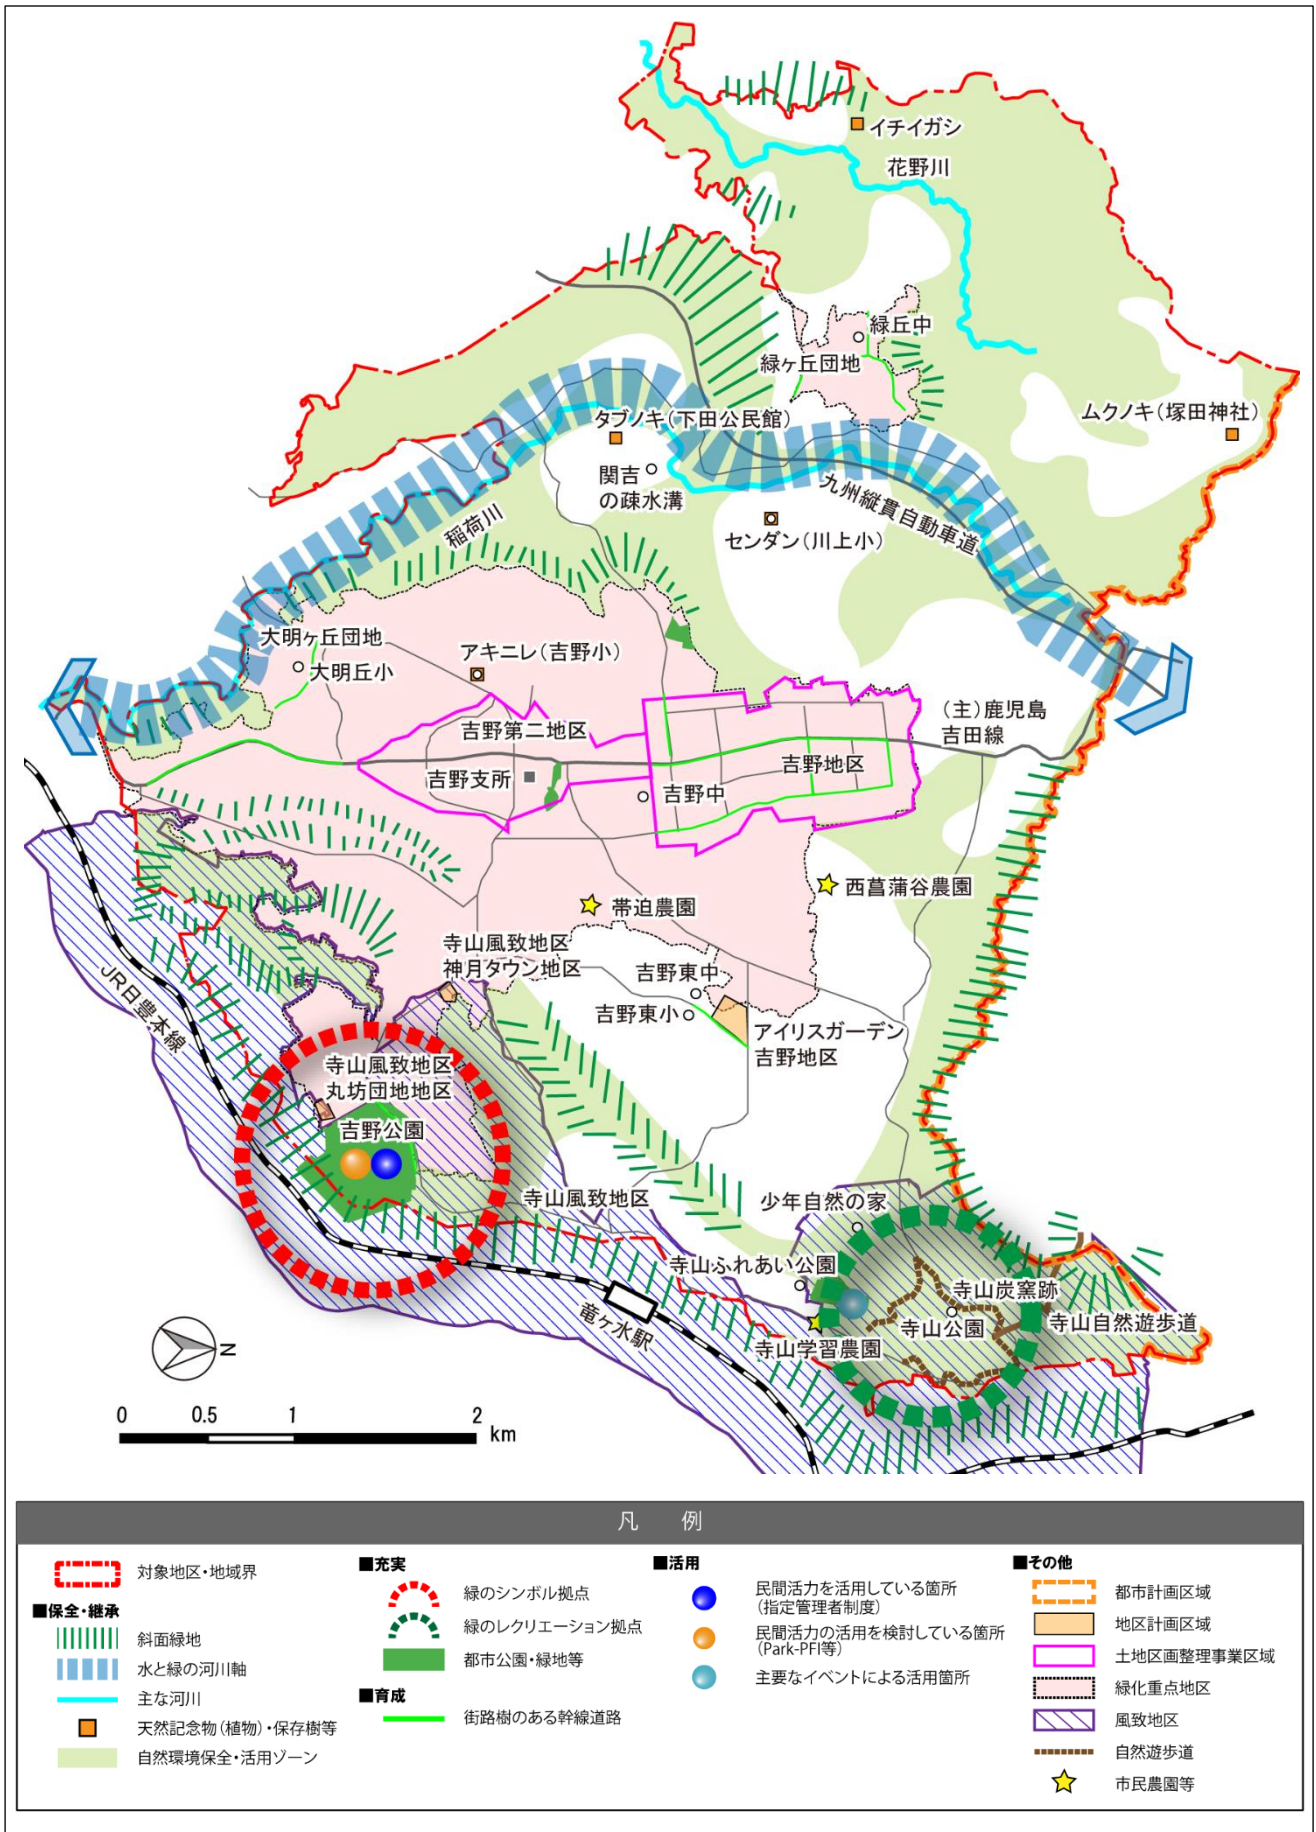 イチイガシ
花野川
緑丘中
緑ヶ丘団地
ムクノキ(塚田神社)
タブノキ(下田公民館)
関吉
の疎水溝
九州縦貫自動車道
センダン(川上小)
稲荷川
大明ヶ丘団地
大明丘小
アキニレ(吉野小)
(主)鹿児島
吉田線
吉野第二地区
吉野地区
吉野支所
吉野中
西菖蒲谷農園
帯迫農園
寺山風致地区
神月タウン地区
吉野東中
吉野東小
アイリスガーデン
吉野地区
JR日豊本線
寺山風致地区
丸坊団地地区
吉野公園
寺山風致地区
少年自然の家
寺山ふれあい公園
寺山炭窯跡
寺山公園
寺山自然遊歩道
寺山学習農園
竜ヶ水駅
N
0 0.5 1 2
km
凡 例
対象地区・地域界
■保全・継承
斜面緑地
水と緑の河川軸
主な河川
天然記念物(植物)・保存樹等
自然環境保全・活用ゾーン
■充実
緑のシンボル拠点
緑のレクリエーション拠点
都市公園・緑地等
■育成
街路樹のある幹線道路
■活用
民間活力を活用している箇所
(指定管理者制度)
民間活力の活用を検討している箇所
(Park-PFI等)
主要なイベントによる活用箇所
■その他
都市計画区域
地区計画区域
土地区画整理事業区域
緑化重点地区
風致地区
自然遊歩道
市民農園等